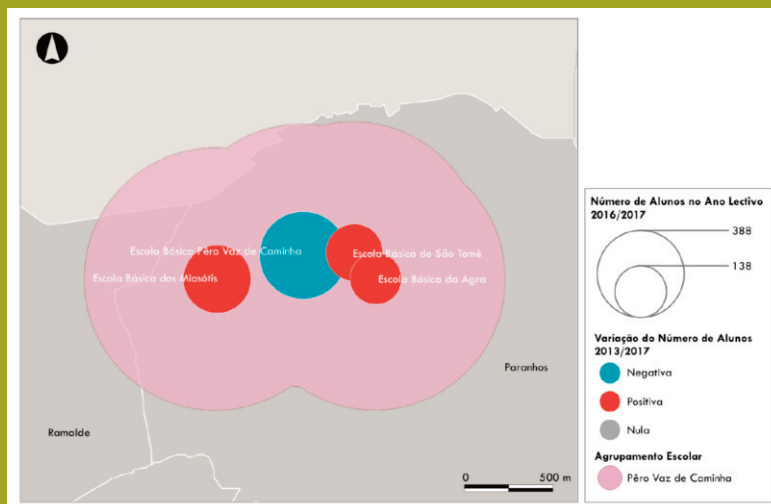 Escola Básica Pêro Vaz de Caminha
Escola Básica de São Tomé
Escola Básica dos Miosótis
Escola Básica da Agra
Paranhos
Ramalde
0 500 m
Número de Alunos no Ano Lectivo
2016/2017
388
138
Variação do Número de Alunos
2013/2017
Negativa
Positiva
Nula
Agrupamento Escolar
Pêro Vaz de Caminha